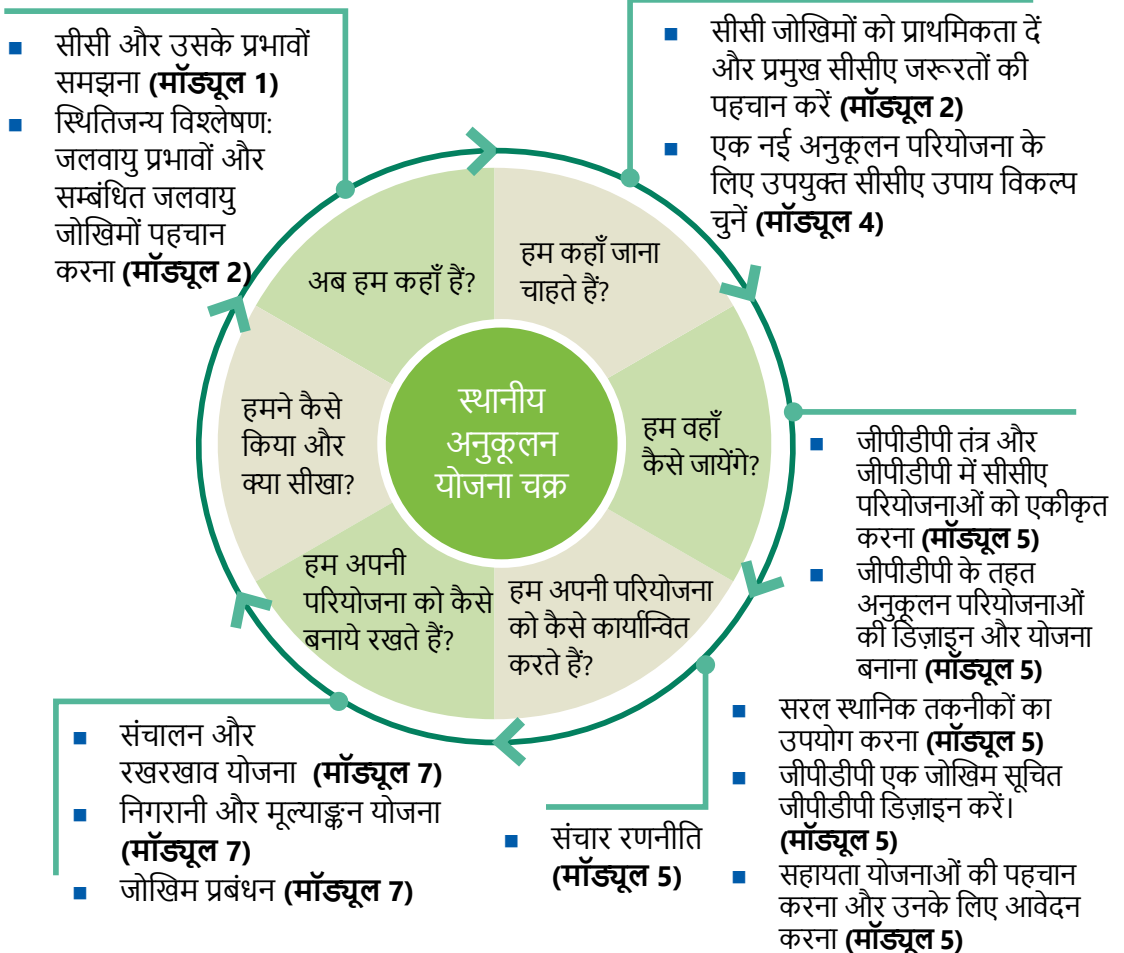 सीसी और उसके प्रभावों
समझना (मॉड्यूल 1)
स्थितिजन्य विश्लेषण:
जलवायु प्रभावों और
सम्बंधित जलवायु
जोखिमों पहचान
करना (मॉड्यूल 2)
सीसी जोखिमों को प्राथमिकता दें
और प्रमुख सीसीए जरूरतों की
पहचान करें (मॉड्यूल 2)
एक नई अनुकूलन परियोजना के
लिए उपयुक्त सीसीए उपाय विकल्प
चुनें (मॉड्यूल 4)
अब हम कहाँ हैं?
हम कहाँ जाना
चाहते हैं?
हम वहाँ
कैसे जायेंगे?
हम अपनी परियोजना
को कैसे कार्यान्वित
करते हैं?
हम अपनी
परियोजना को कैसे
बनाये रखते हैं?
हमने कैसे
किया और
क्या सीखा?
स्थानीय
अनुकूलन
योजना चक्र
जीपीडीपी तंत्र और
जीपीडीपी में सीसीए
परियोजनाओं को एकीकृत
करना (मॉड्यूल 5)
जीपीडीपी के तहत
अनुकूलन परियोजनाओं
की डिज़ाइन और योजना
बनाना (मॉड्यूल 5)
सरल स्थानिक तकनीकों का
उपयोग करना (मॉड्यूल 5)
जीपीडीपी एक जोखिम सूचित
जीपीडीपी डिज़ाइन करें।
(मॉड्यूल 5)
सहायता योजनाओं की पहचान
करना और उनके लिए आवेदन
करना (मॉड्यूल 5)
संचार रणनीति
(मॉड्यूल 5)
संचालन और
रखरखाव योजना (मॉड्यूल 7)
निगरानी और मूल्याङ्कन योजना
(मॉड्यूल 7)
जोखिम प्रबंधन (मॉड्यूल 7)